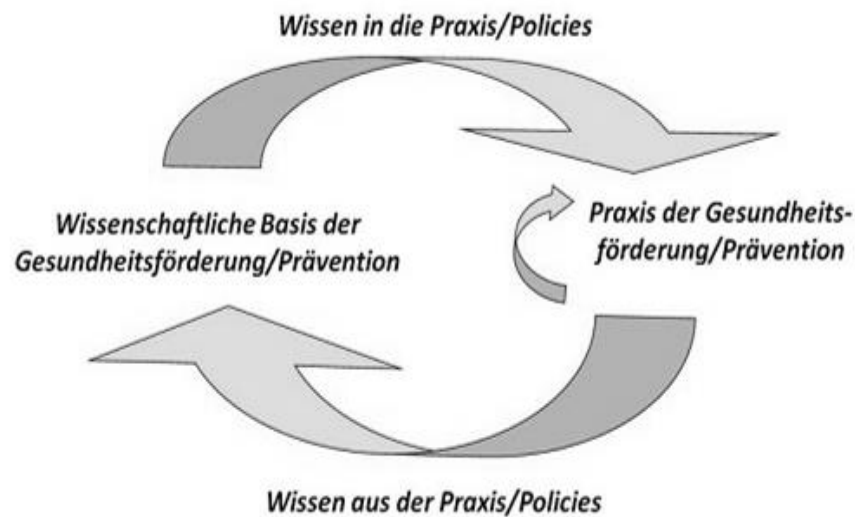 Wissen in die Praxis/Policies
Wissenschaftliche Basis der
Gesundheitsförderung/Prävention
Praxis der Gesundheits-
förderung/Prävention
Wissen aus der Praxis/Policies